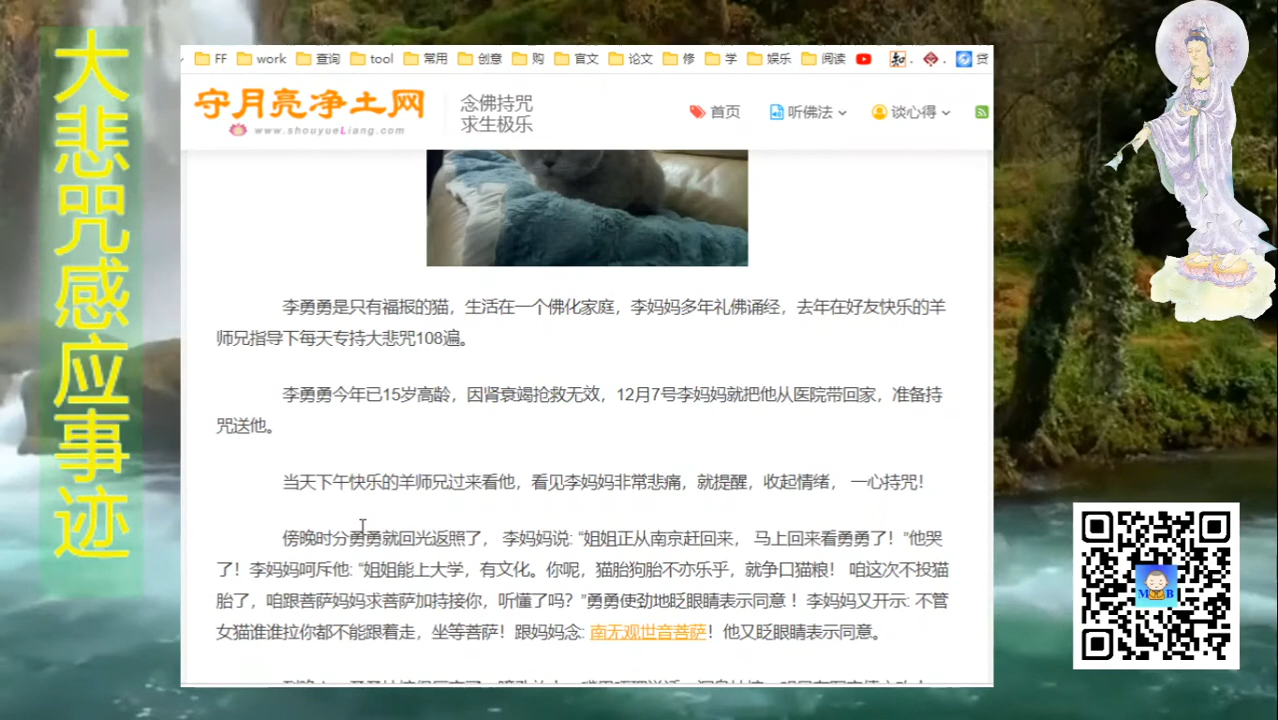 大悲咒感应事迹
FF work 查询 tool 常用 创意 购 官文 论文 修 学 娱乐 阅读 知 . . 贷
守月亮净土网
www.shouyueLiang.com
念佛持咒
求生极乐
首页 听佛法 谈心得
李勇勇是只有福报的猫，生活在一个佛化家庭，李妈妈多年礼佛诵经，去年在好友快乐的羊
师兄指导下每天专持大悲咒108遍。
李勇勇今年已15岁高龄，因肾衰竭抢救无效，12月7号李妈妈就把他从医院带回家，准备持
咒送他。
当天下午快乐的羊师兄过来看他，看见李妈妈非常悲痛，就提醒，收起情绪， 一心持咒！
傍晚时分勇勇就回光返照了， 李妈妈说: “姐姐正从南京赶回来， 马上回来看勇勇了！”他哭
了！李妈妈呵斥他: “姐姐能上大学，有文化。你呢，猫胎狗胎不亦乐乎，就争口猫粮！ 咱这次不投猫
胎了，咱跟菩萨妈妈求菩萨加持接你，听懂了吗？”勇勇使劲地眨眼睛表示同意！李妈妈又开示: 不管
女猫谁谁拉你都不能跟着走，坐等菩萨！跟妈妈念: 南无观世音菩萨！他又眨眼睛表示同意。
M B